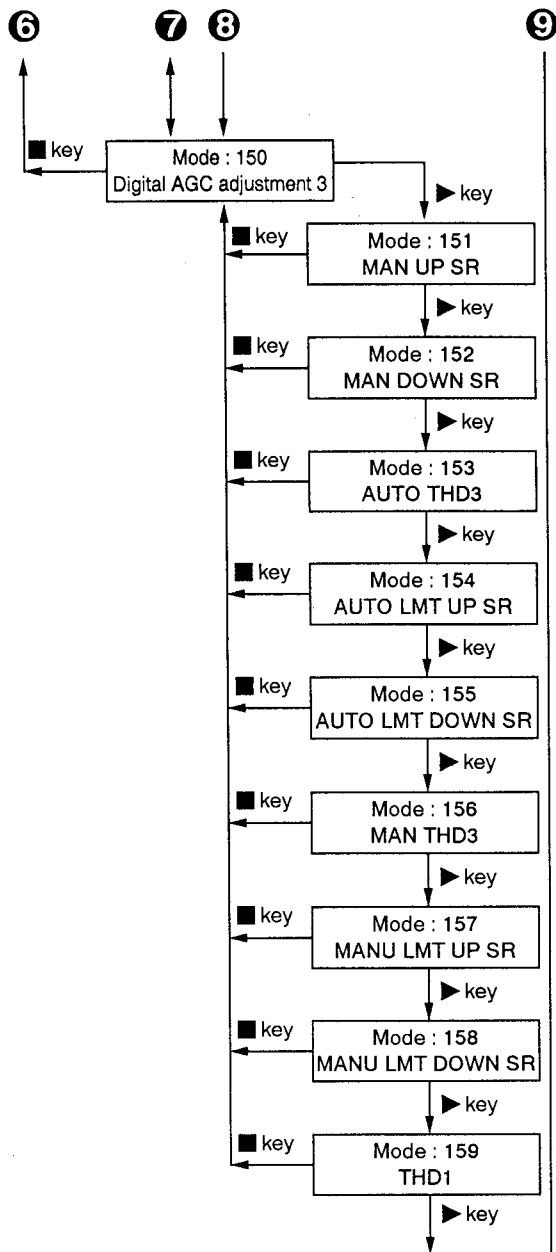 ❻ ❼ ❽ ❾
■ key
Mode : 150
Digital AGC adjustment 3
▶ key
■ key
Mode : 151
MAN UP SR
▶ key
■ key
Mode : 152
MAN DOWN SR
▶ key
■ key
Mode : 153
AUTO THD3
▶ key
■ key
Mode : 154
AUTO LMT UP SR
▶ key
■ key
Mode : 155
AUTO LMT DOWN SR
▶ key
■ key
Mode : 156
MAN THD3
▶ key
■ key
Mode : 157
MANU LMT UP SR
▶ key
■ key
Mode : 158
MANU LMT DOWN SR
▶ key
■ key
Mode : 159
THD1
▶ key